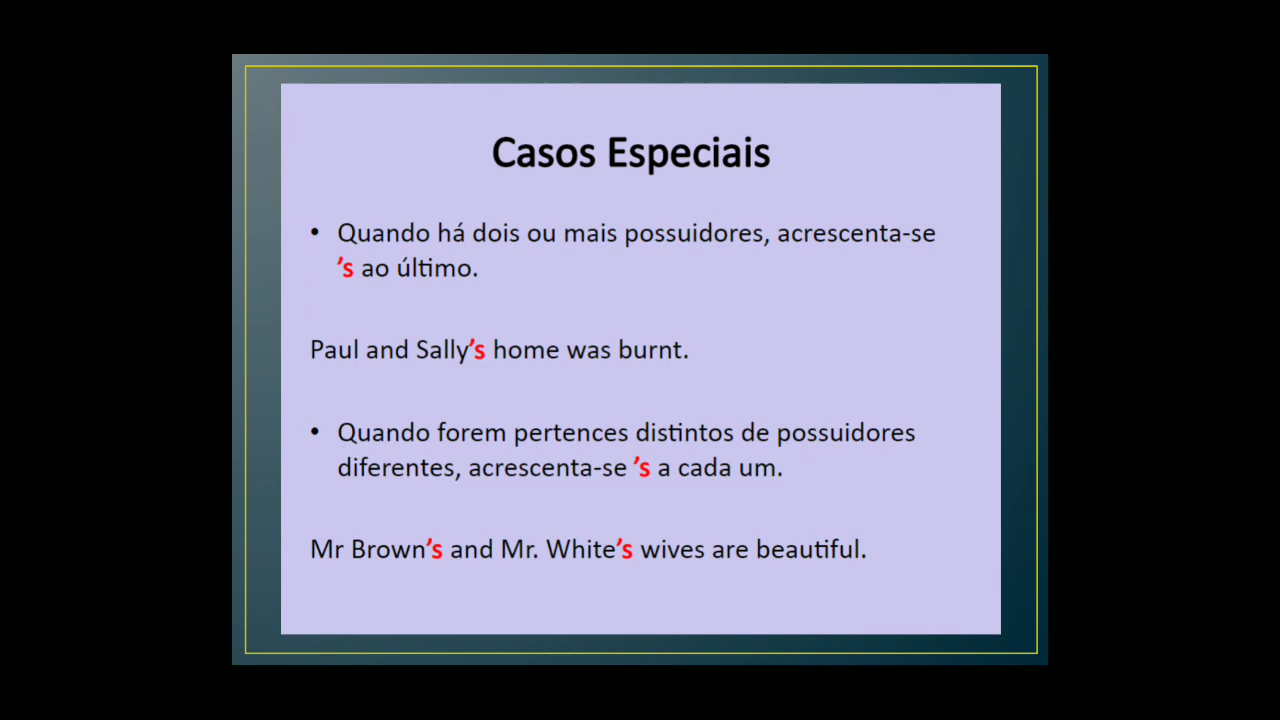 Casos Especiais
• Quando há dois ou mais possuidores, acrescenta-se
’s ao último.
Paul and Sally’s home was burnt.
• Quando forem pertences distintos de possuidores
diferentes, acrescenta-se ’s a cada um.
Mr Brown’s and Mr. White’s wives are beautiful.